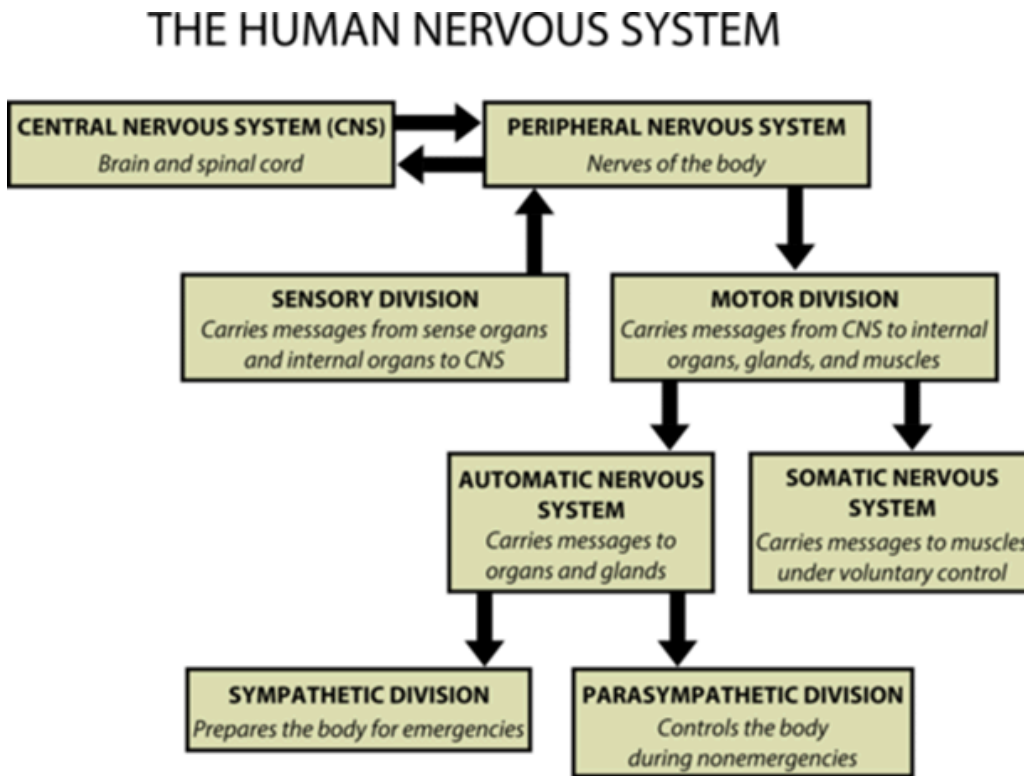 THE HUMAN NERVOUS SYSTEM
CENTRAL NERVOUS SYSTEM (CNS)
Brain and spinal cord
PERIPHERAL NERVOUS SYSTEM
Nerves of the body
SENSORY DIVISION
Carries messages from sense organs
and internal organs to CNS
MOTOR DIVISION
Carries messages from CNS to internal
organs, glands, and muscles
AUTOMATIC NERVOUS
SYSTEM
Carries messages to
organs and glands
SOMATIC NERVOUS
SYSTEM
Carries messages to muscles
under voluntary control
SYMPATHETIC DIVISION
Prepares the body for emergencies
PARASYMPATHETIC DIVISION
Controls the body
during nonemergencies